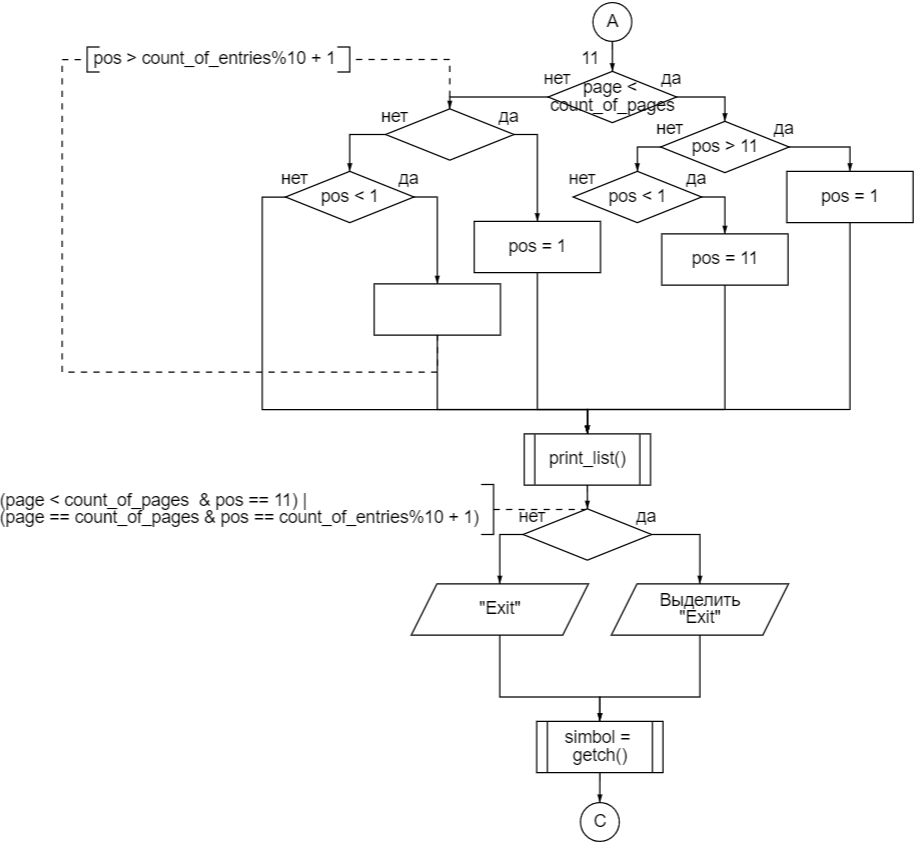 A
11
pos > count_of_entries%10 + 1
нет
да
page <
count_of_pages
нет
да
нет
да
pos > 11
нет
да
нет
да
pos < 1
pos < 1
pos = 1
pos = 1
pos = 11
print_list()
(page < count_of_pages & pos == 11) |
(page == count_of_pages & pos == count_of_entries%10 + 1)
нет
да
"Exit"
Выделить
"Exit"
simbol =
getch()
C